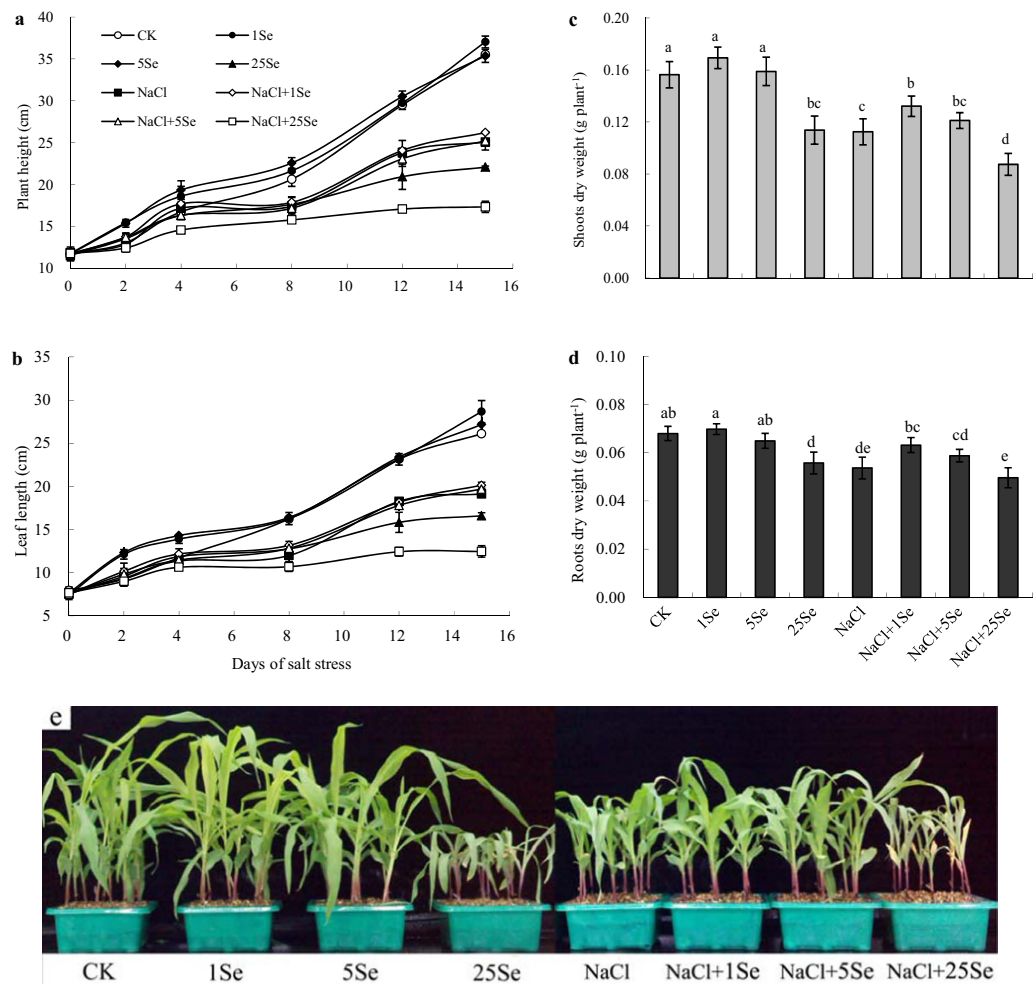 a
40
35
30
25
20
15
10
Plant height (cm)
CK 1Se
5Se 25Se
NaCl NaCl+1Se
NaCl+5Se NaCl+25Se
0 2 4 6 8 10 12 14 16
b
35
30
25
20
15
10
5
Leaf length (cm)
0 2 4 6 8 10 12 14 16
Days of salt stress
c
0.20
0.16
0.12
0.08
0.04
0.00
Shoots dry weight (g plant-1)
a a a bc c b bc d
d
0.10
0.08
0.06
0.04
0.02
0.00
Roots dry weight (g plant-1)
ab a ab d de bc cd e
CK 1Se 5Se 25Se NaCl NaCl+1Se NaCl+5Se NaCl+25Se
e
CK 1Se 5Se 25Se NaCl NaCl+1Se NaCl+5Se NaCl+25Se